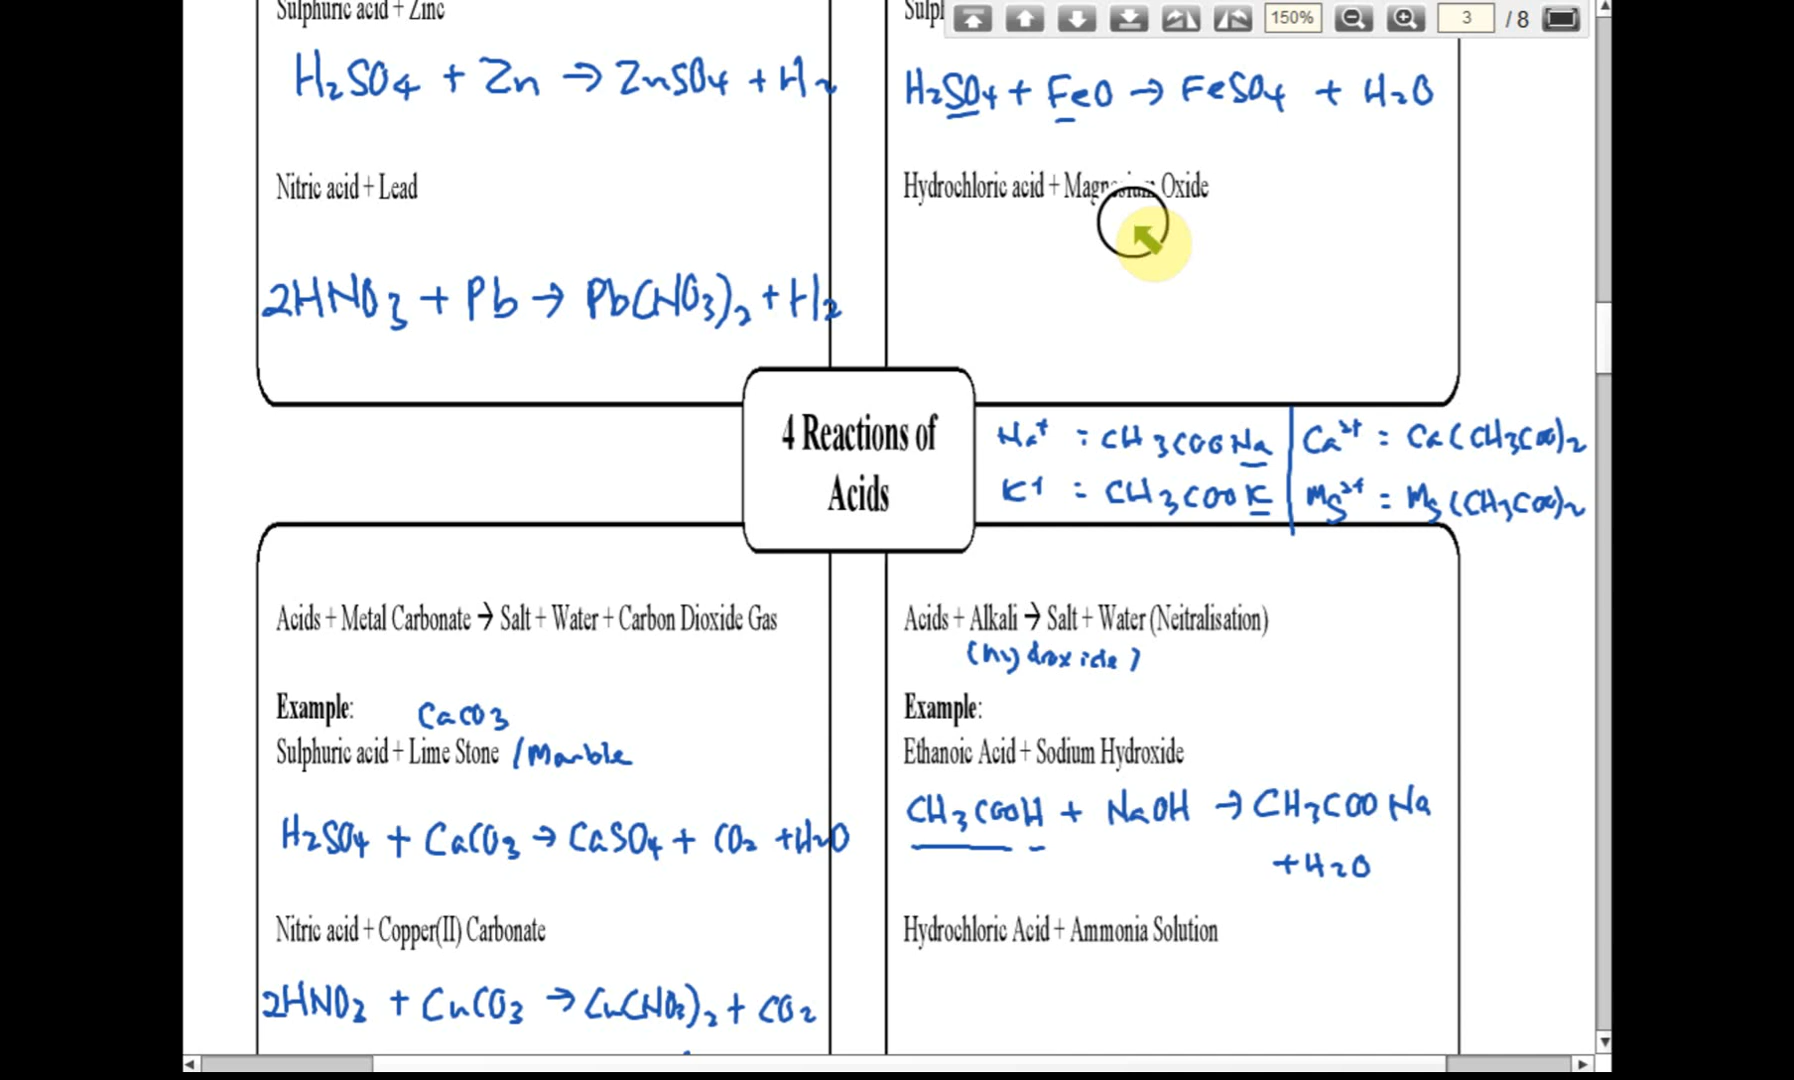 150% 3 / 8
Sulphuric acid + Zinc
H₂SO₄ + Zn → ZnSO₄ + H₂
Nitric acid + Lead
2HNO₃ + Pb → Pb(NO₃)₂ + H₂
Sulph
H₂SO₄ + FeO → FeSO₄ + H₂O
Hydrochloric acid + Magnesium Oxide
4 Reactions of
Acids
Na⁺ = CH₃COONa | Ca²⁺ = Ca(CH₃COO)₂
K⁺ = CH₃COOK | Mg²⁺ = Mg(CH₃COO)₂
Acids + Metal Carbonate → Salt + Water + Carbon Dioxide Gas
Example: CaCO₃
Sulphuric acid + Lime Stone /Marble
H₂SO₄ + CaCO₃ → CaSO₄ + CO₂ + H₂O
Nitric acid + Copper(II) Carbonate
2HNO₃ + CuCO₃ → Cu(NO₃)₂ + CO₂
Acids + Alkali → Salt + Water (Neitralisation)
(hydroxide)
Example:
Ethanoic Acid + Sodium Hydroxide
CH₃COOH + NaOH → CH₃COONa
+ H₂O
Hydrochloric Acid + Ammonia Solution